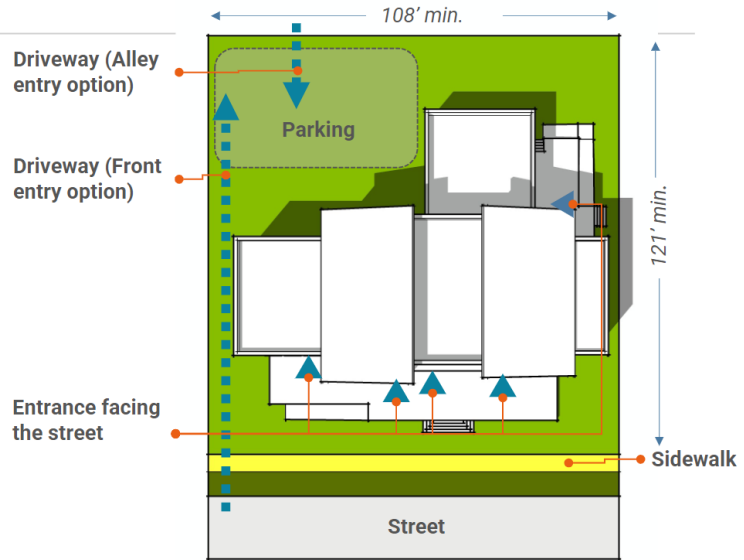 108’ min.
Driveway (Alley
entry option)
Parking
Driveway (Front
entry option)
121’ min.
Entrance facing
the street
Sidewalk
Street